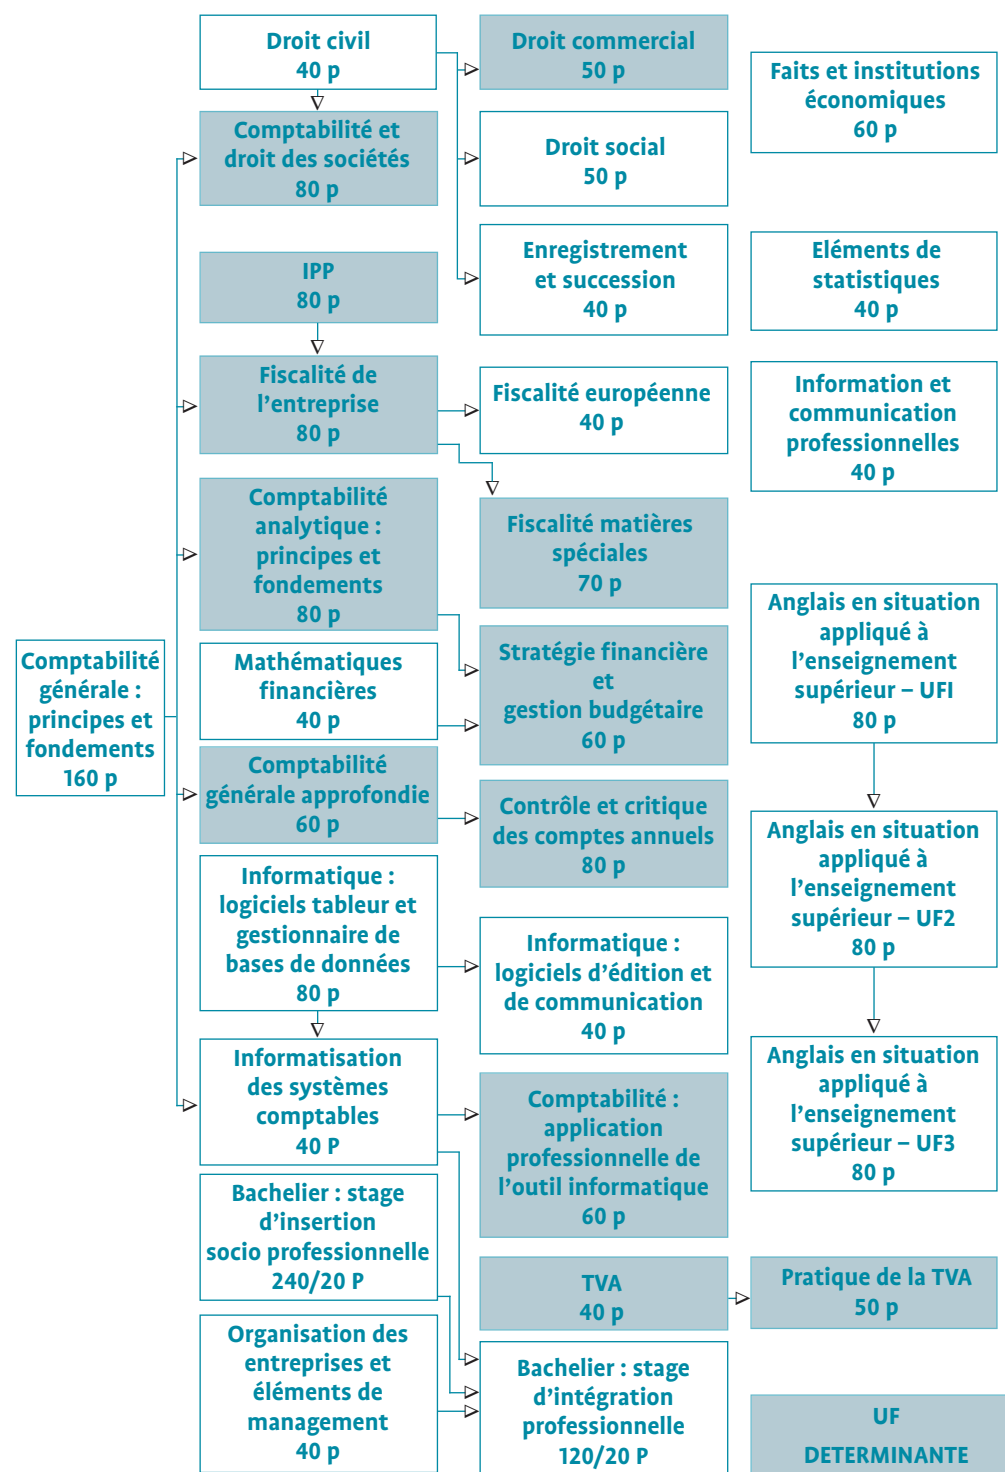 Droit civil
40 p
Comptabilité et
droit des sociétés
80 p
IPP
80 p
Fiscalité de
l'entreprise
80 p
Comptabilité
analytique :
principes et
fondements
80 p
Comptabilité
générale :
principes et
fondements
160 p
Mathématiques
financières
40 p
Comptabilité
générale approfondie
60 p
Informatique :
logiciels tableur et
gestionnaire de
bases de données
80 p
Informatisation
des systèmes
comptables
40 P
Bachelier : stage
d'insertion
socio professionnelle
240/20 P
Organisation des
entreprises et
éléments de
management
40 p
Droit commercial
50 p
Droit social
50 p
Enregistrement
et succession
40 p
Fiscalité européenne
40 p
Fiscalité matières
spéciales
70 p
Stratégie financière
et
gestion budgétaire
60 p
Contrôle et critique
des comptes annuels
80 p
Informatique :
logiciels d'édition et
de communication
40 p
Comptabilité :
application
professionnelle de
l'outil informatique
60 p
TVA
40 p
Bachelier : stage
d'intégration
professionnelle
120/20 P
Faits et institutions
économiques
60 p
Eléments de
statistiques
40 p
Information et
communication
professionnelles
40 p
Anglais en situation
appliqué à
l'enseignement
supérieur – UF1
80 p
Anglais en situation
appliqué à
l'enseignement
supérieur – UF2
80 p
Anglais en situation
appliqué à
l'enseignement
supérieur – UF3
80 p
Pratique de la TVA
50 p
UF
DETERMINANTE